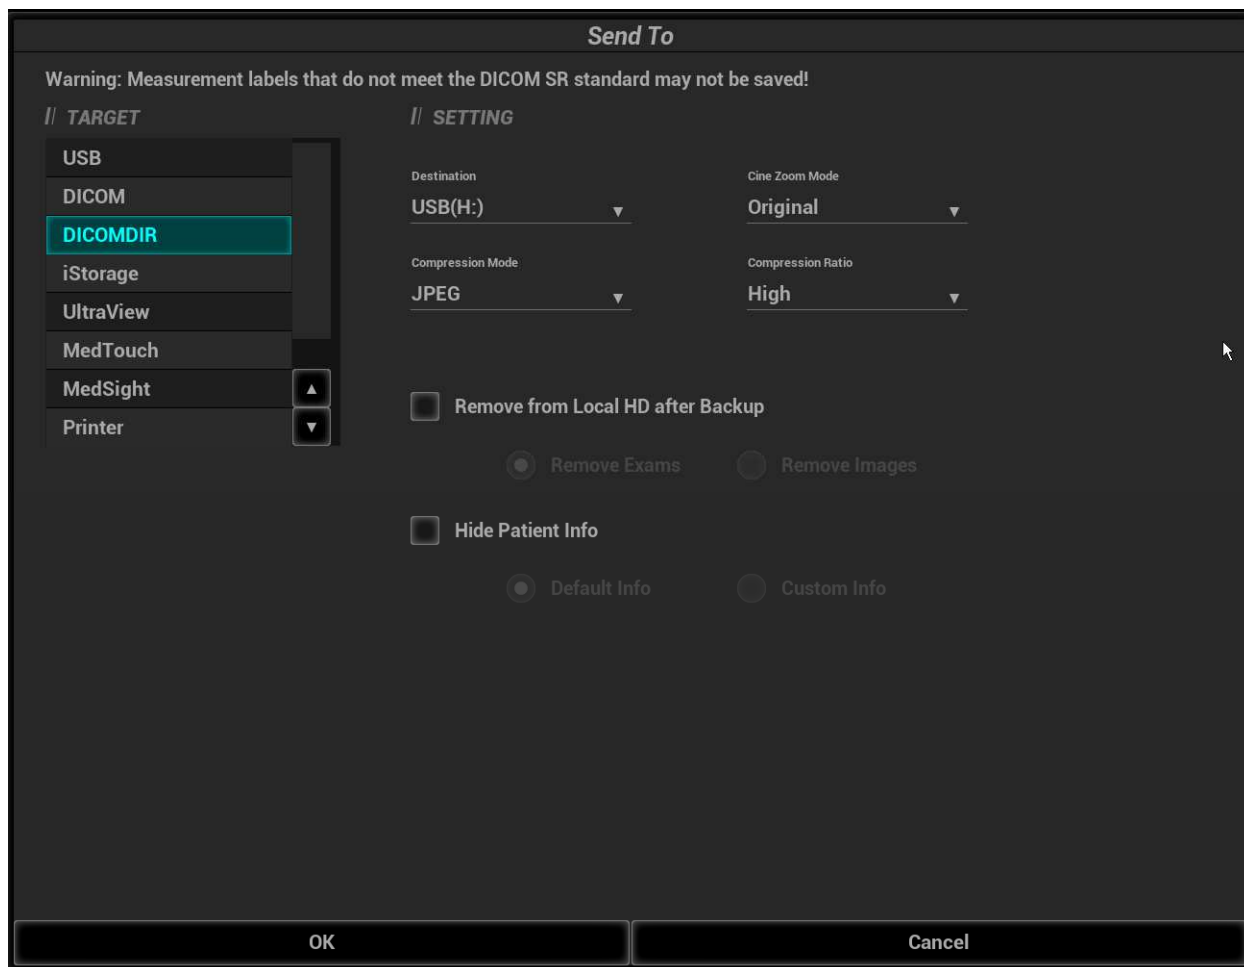 Send To
Warning: Measurement labels that do not meet the DICOM SR standard may not be saved!
TARGET
USB
DICOM
DICOMDIR
iStorage
UltraView
MedTouch
MedSight
Printer
SETTING
Destination
USB(H:)
Cine Zoom Mode
Original
Compression Mode
JPEG
Compression Ratio
High
Remove from Local HD after Backup
Remove Exams
Remove Images
Hide Patient Info
Default Info
Custom Info
OK
Cancel